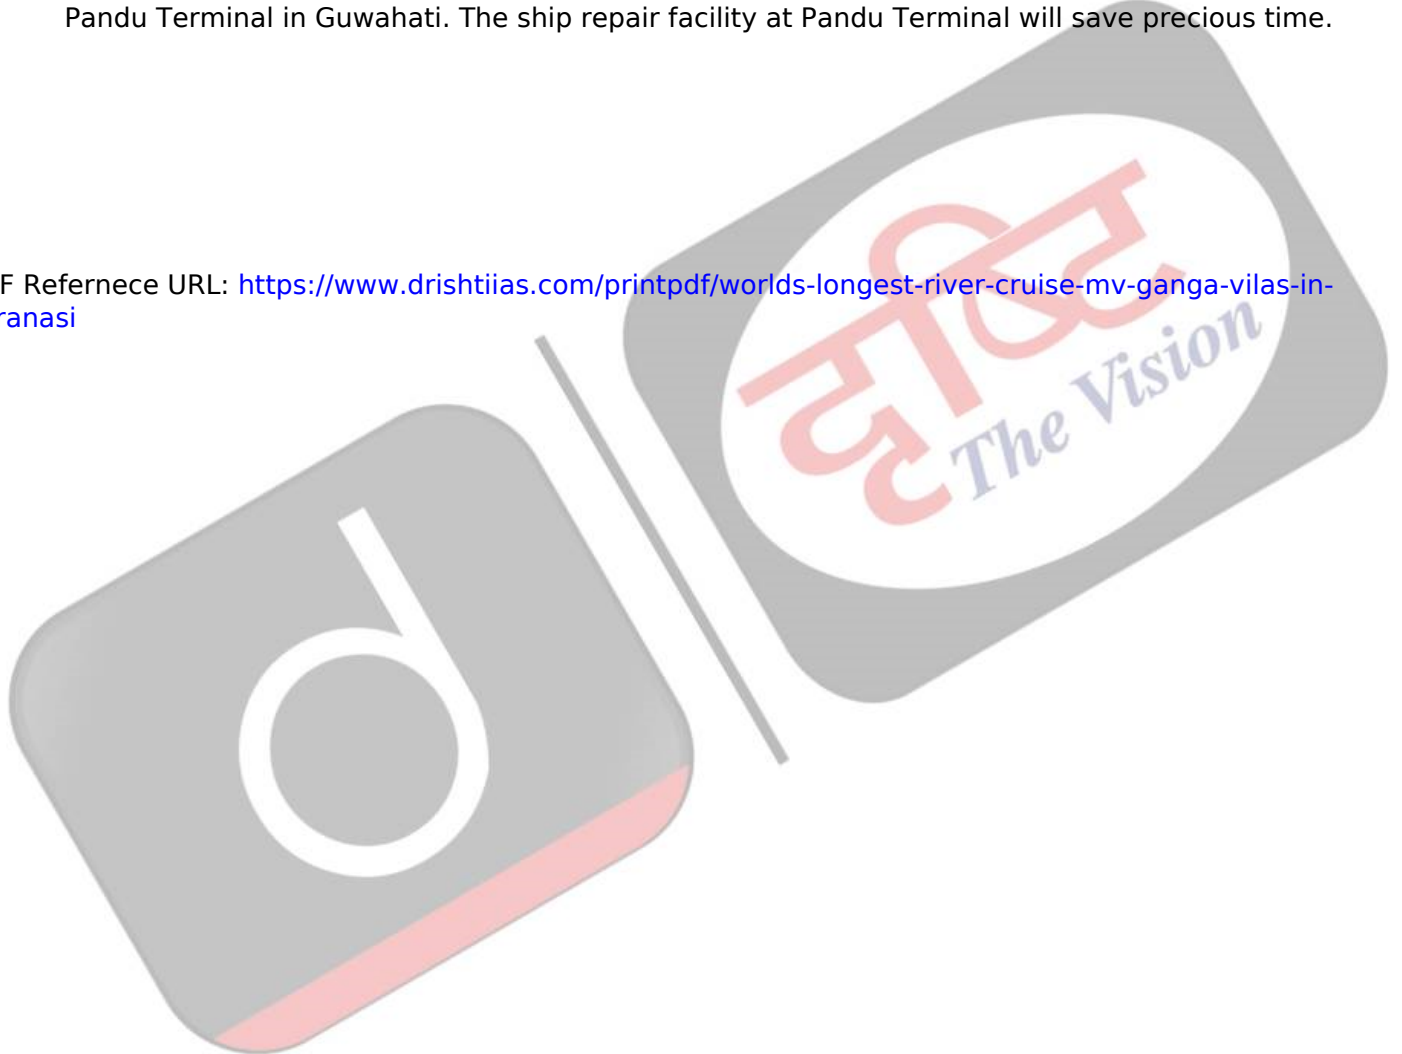 Pandu Terminal in Guwahati. The ship repair facility at Pandu Terminal will save precious time.
F Refernece URL: https://www.drishtiias.com/printpdf/worlds-longest-river-cruise-mv-ganga-vilas-in-
ranasi
दृष्टि
The Vision
d